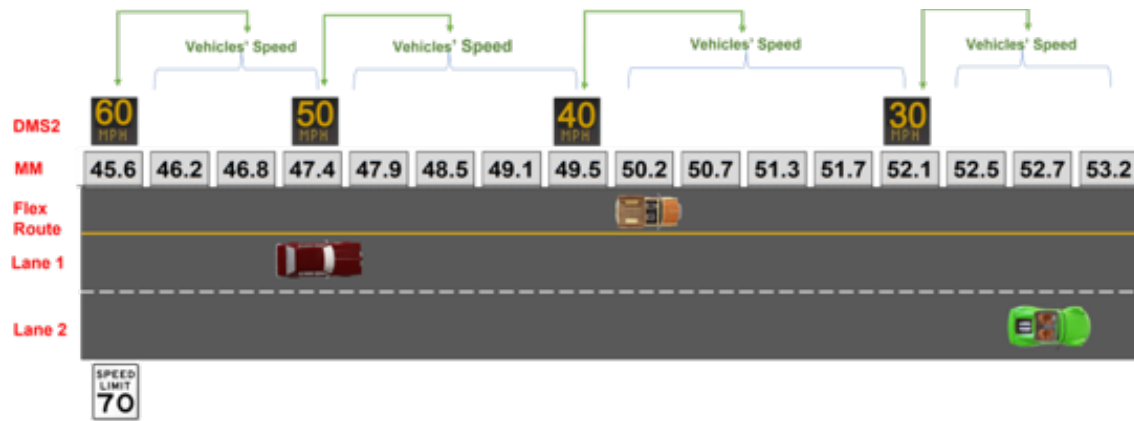 Vehicles' Speed Vehicles' Speed Vehicles' Speed Vehicles' Speed
DMS2 60 MPH 50 MPH 40 MPH 30 MPH
MM 45.6 46.2 46.8 47.4 47.9 48.5 49.1 49.5 50.2 50.7 51.3 51.7 52.1 52.5 52.7 53.2
Flex
Route
Lane 1
Lane 2
SPEED
LIMIT
70